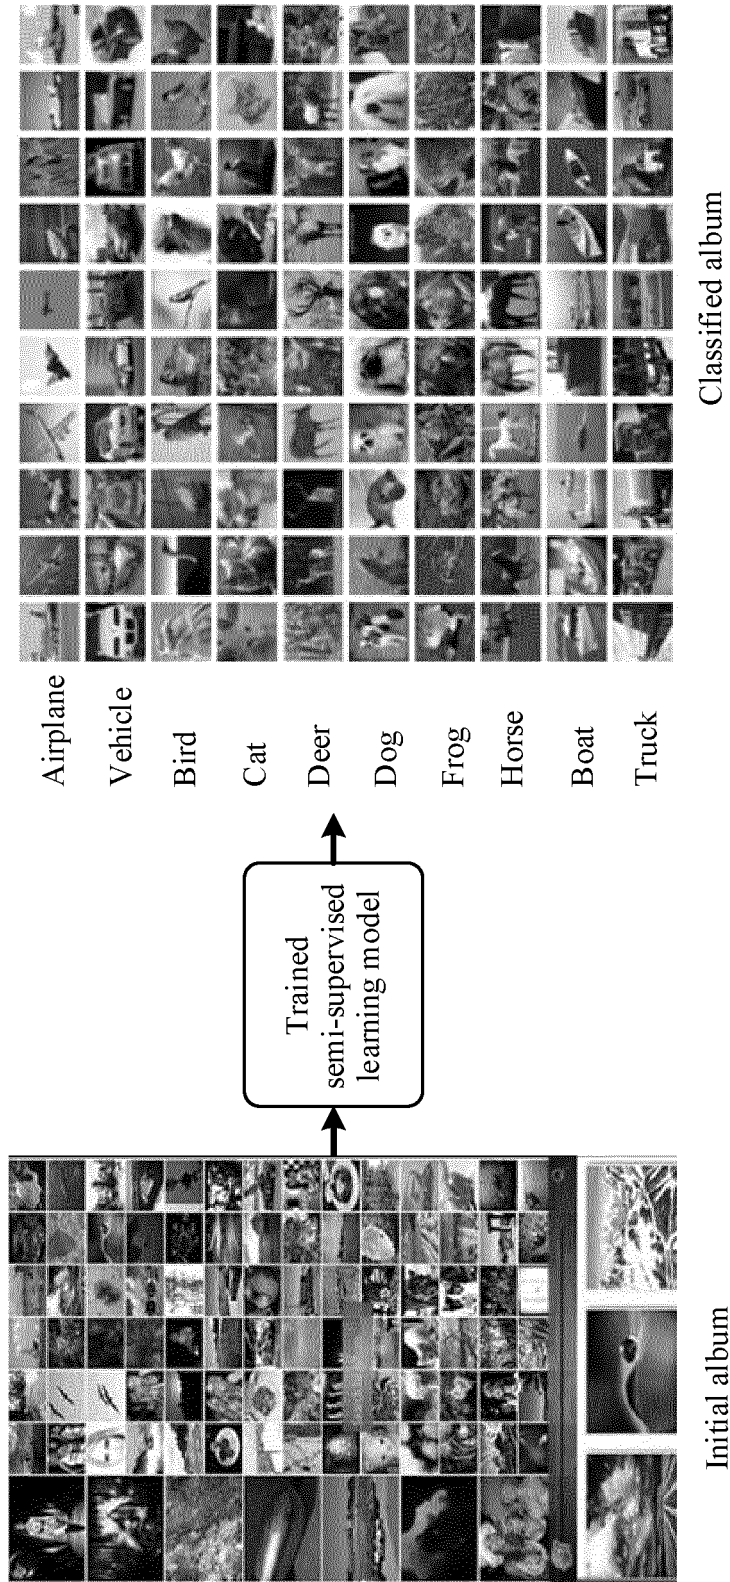 Initial album
Trained
semi-supervised
learning model
Airplane
Vehicle
Bird
Cat
Deer
Dog
Frog
Horse
Boat
Truck
Classified album